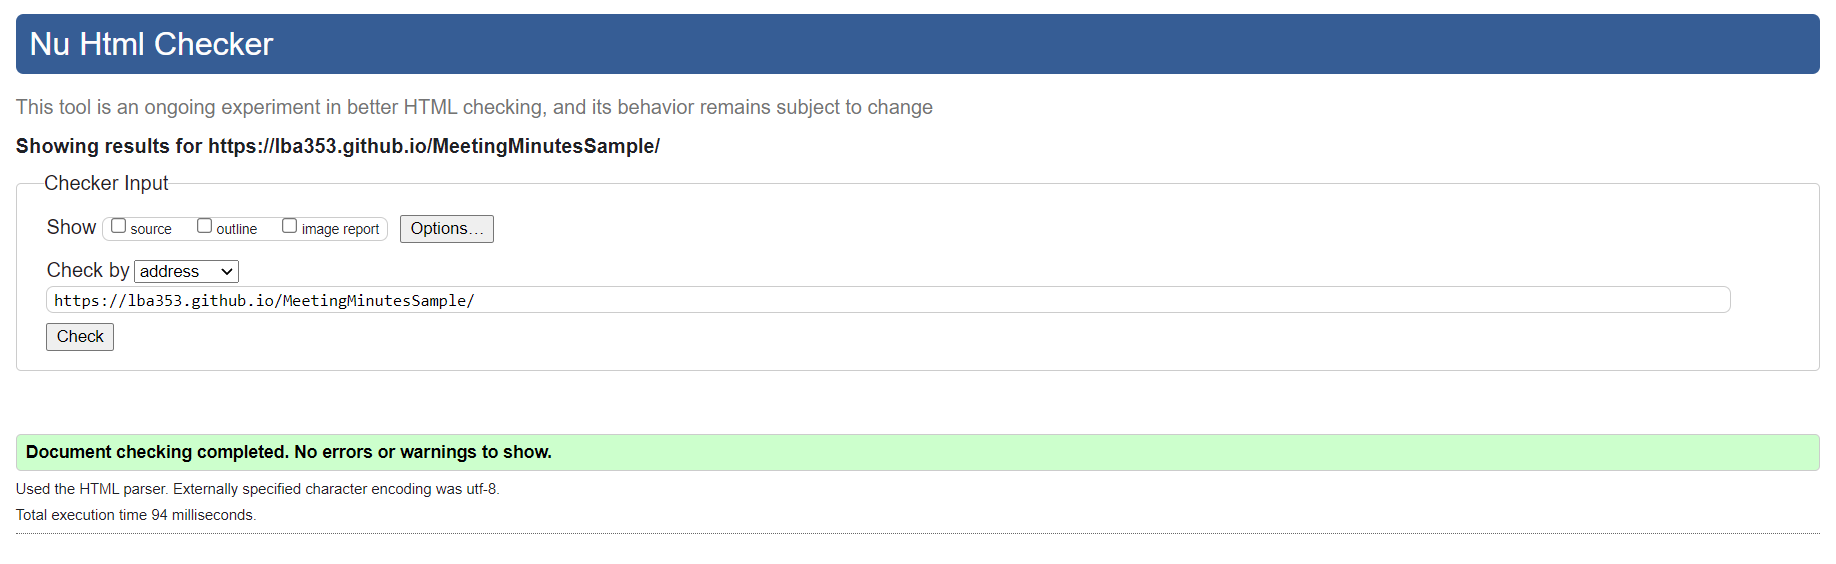 Nu Html Checker
This tool is an ongoing experiment in better HTML checking, and its behavior remains subject to change
Showing results for https://lba353.github.io/MeetingMinutesSample/
Checker Input
Show source outline image report Options...
Check by address
https://lba353.github.io/MeetingMinutesSample/
Check
Document checking completed. No errors or warnings to show.
Used the HTML parser. Externally specified character encoding was utf-8.
Total execution time 94 milliseconds.